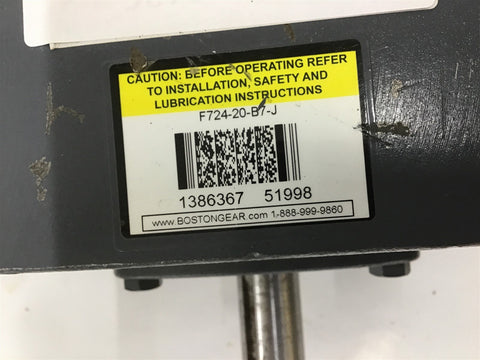 CAUTION: BEFORE OPERATING REFER
TO INSTALLATION, SAFETY AND
LUBRICATION INSTRUCTIONS
F724-20-B7-J
1386367 51998
www.BOSTONGEAR.com 1-888-999-9860